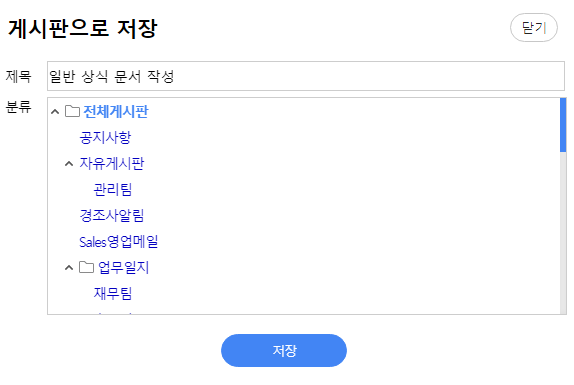 게시판으로 저장
닫기
제목
일반 상식 문서 작성
분류
전체게시판
공지사항
자유게시판
관리팀
경조사알림
Sales영업메일
업무일지
재무팀
저장